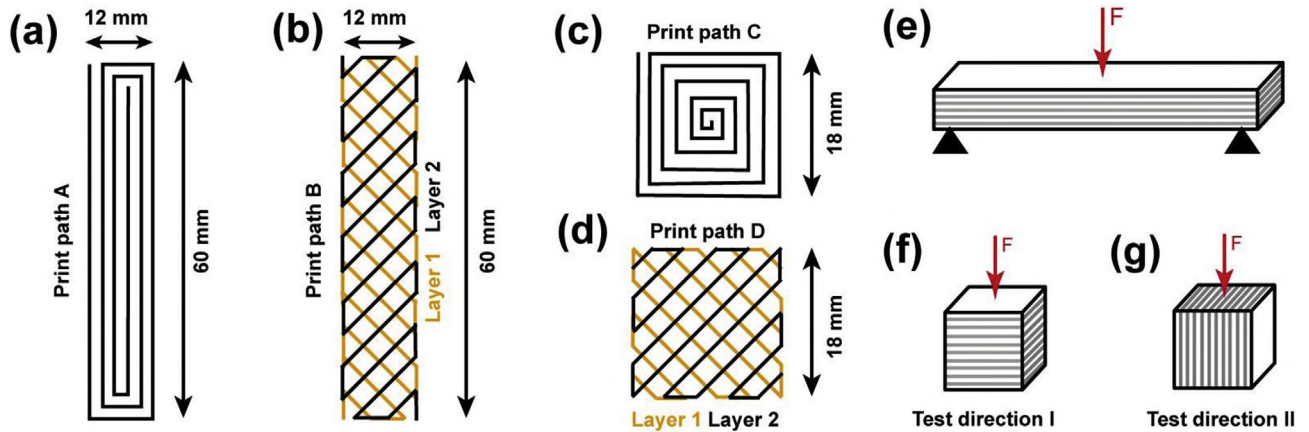 (a)
12 mm
Print path A
60 mm
(b)
12 mm
Print path B
Layer 1 Layer 2
60 mm
(c)
Print path C
18 mm
(d)
Print path D
18 mm
Layer 1 Layer 2
(e)
F
(f)
F
Test direction I
(g)
F
Test direction II